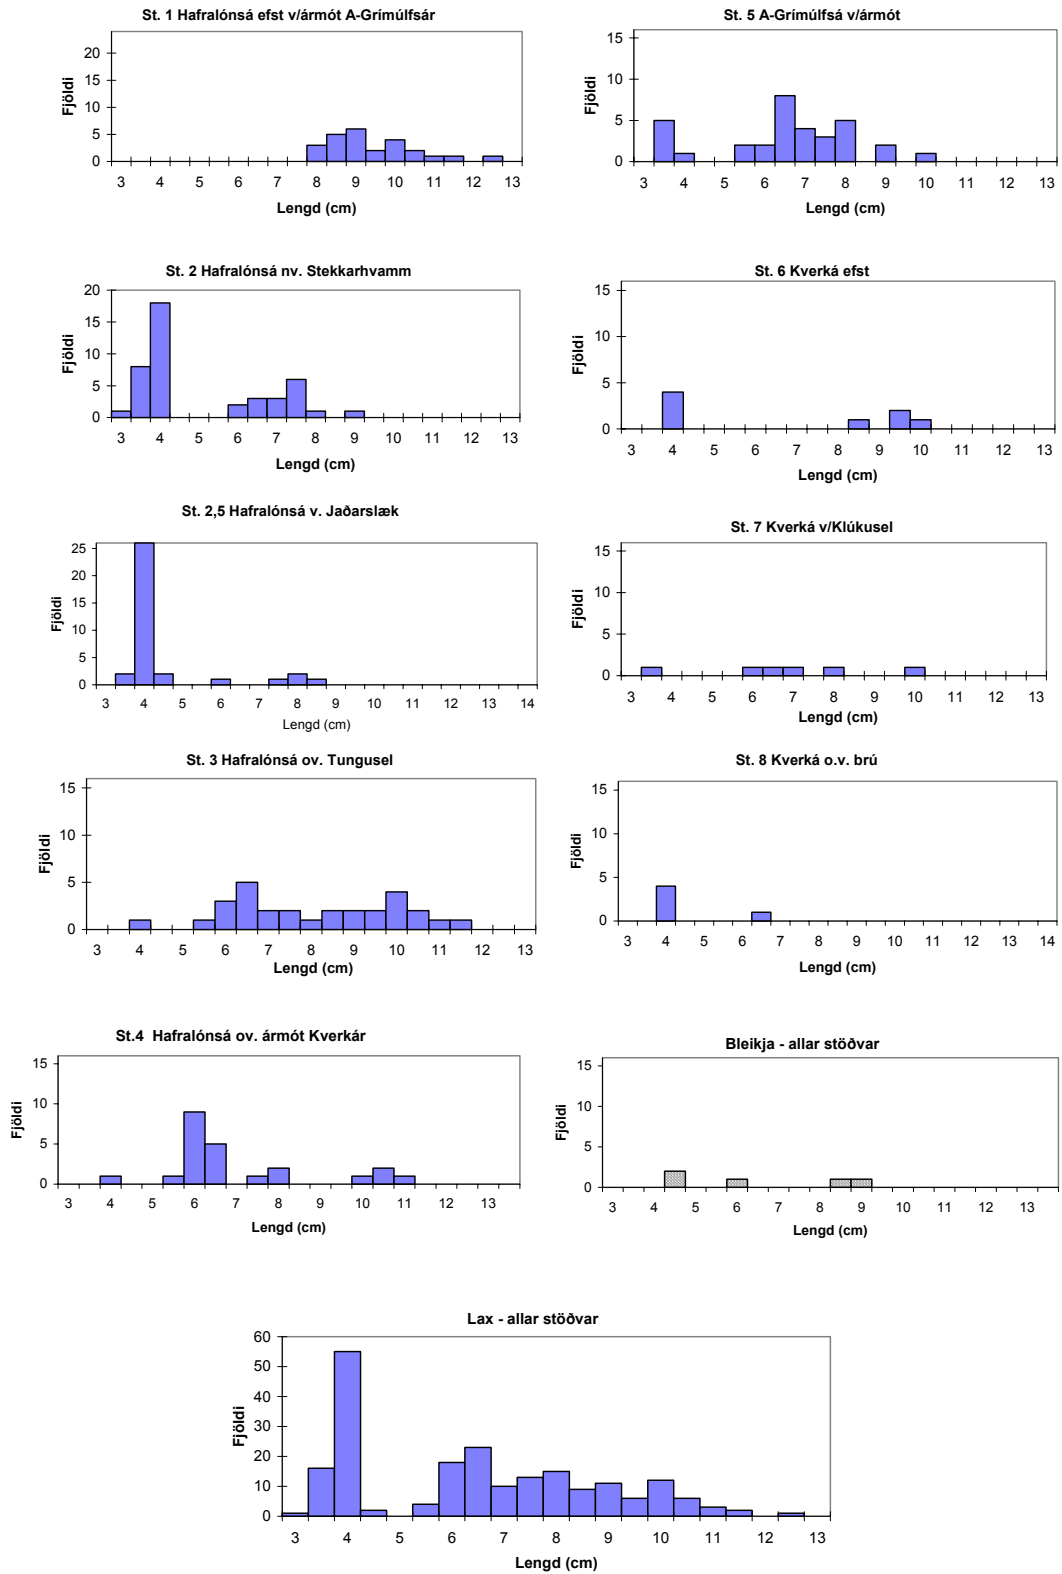 St. 1 Hafralónsá efst v/ármót A-Grímúlfsár
20
15
10
5
0
Fjöldi
3 4 5 6 7 8 9 10 11 12 13
Lengd (cm)
St. 5 A-Grímúlfsá v/ármót
15
10
5
0
Fjöldi
3 4 5 6 7 8 9 10 11 12 13
Lengd (cm)
St. 2 Hafralónsá nv. Stekkarhvamm
20
15
10
5
0
Fjöldi
3 4 5 6 7 8 9 10 11 12 13
Lengd (cm)
St. 6 Kverká efst
15
10
5
0
Fjöldi
3 4 5 6 7 8 9 10 11 12 13
Lengd (cm)
St. 2,5 Hafralónsá v. Jaðarslæk
25
20
15
10
5
0
Fjöldi
3 4 5 6 7 8 9 10 11 12 13 14
Lengd (cm)
St. 7 Kverká v/Klúkusel
15
10
5
0
Fjöldi
3 4 5 6 7 8 9 10 11 12 13
Lengd (cm)
St. 3 Hafralónsá ov. Tungusel
15
10
5
0
Fjöldi
3 4 5 6 7 8 9 10 11 12 13
Lengd (cm)
St. 8 Kverká o.v. brú
15
10
5
0
Fjöldi
3 4 5 6 7 8 9 10 11 12 13 14
Lengd (cm)
St.4 Hafralónsá ov. ármót Kverkár
15
10
5
0
Fjöldi
3 4 5 6 7 8 9 10 11 12 13
Lengd (cm)
Bleikja - allar stöðvar
15
10
5
0
Fjöldi
3 4 5 6 7 8 9 10 11 12 13
Lengd (cm)
Lax - allar stöðvar
60
50
40
30
20
10
0
Fjöldi
3 4 5 6 7 8 9 10 11 12 13
Lengd (cm)